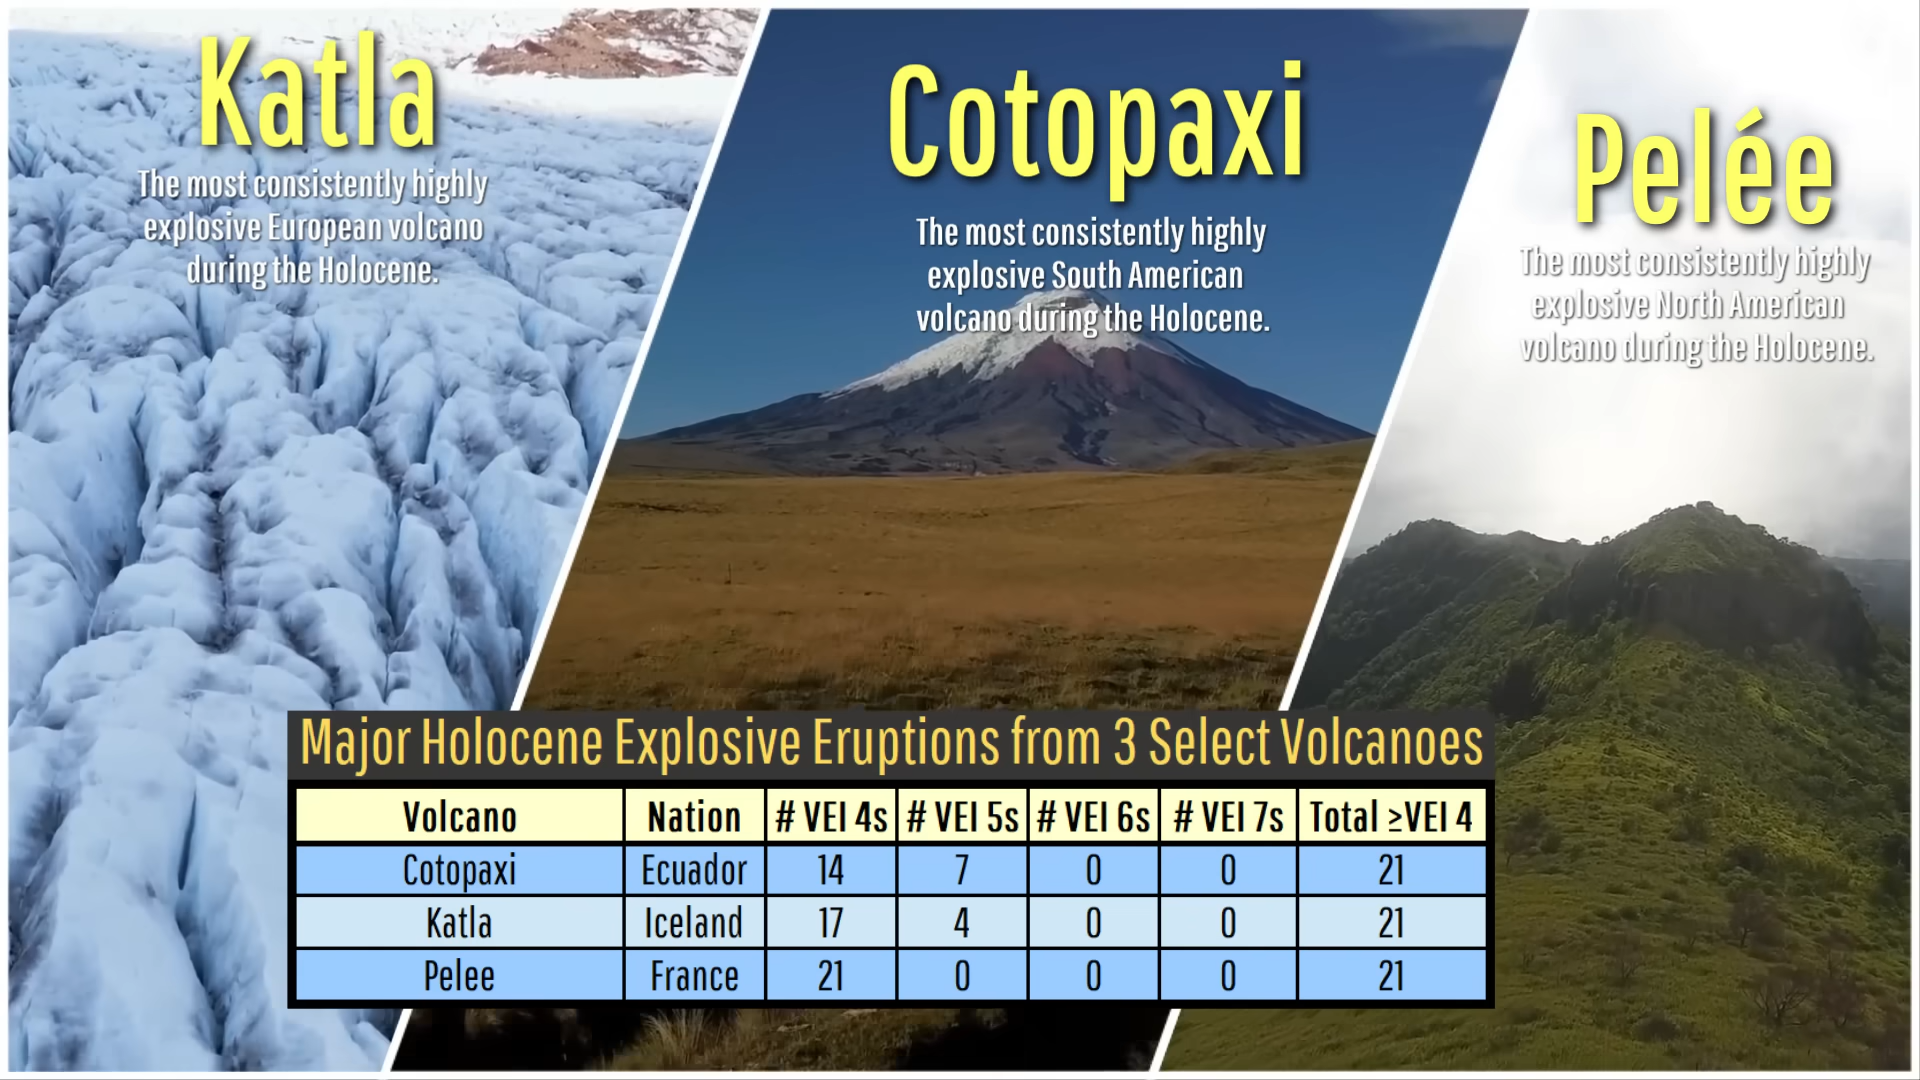 Katla
The most consistently highly
explosive European volcano
during the Holocene.
Cotopaxi
The most consistently highly
explosive South American
volcano during the Holocene.
Pelée
The most consistently highly
explosive North American
volcano during the Holocene.
Major Holocene Explosive Eruptions from 3 Select Volcanoes
Volcano Nation # VEI 4s # VEI 5s # VEI 6s # VEI 7s Total ≥VEI 4
Cotopaxi Ecuador 14 7 0 0 21
Katla Iceland 17 4 0 0 21
Pelee France 21 0 0 0 21